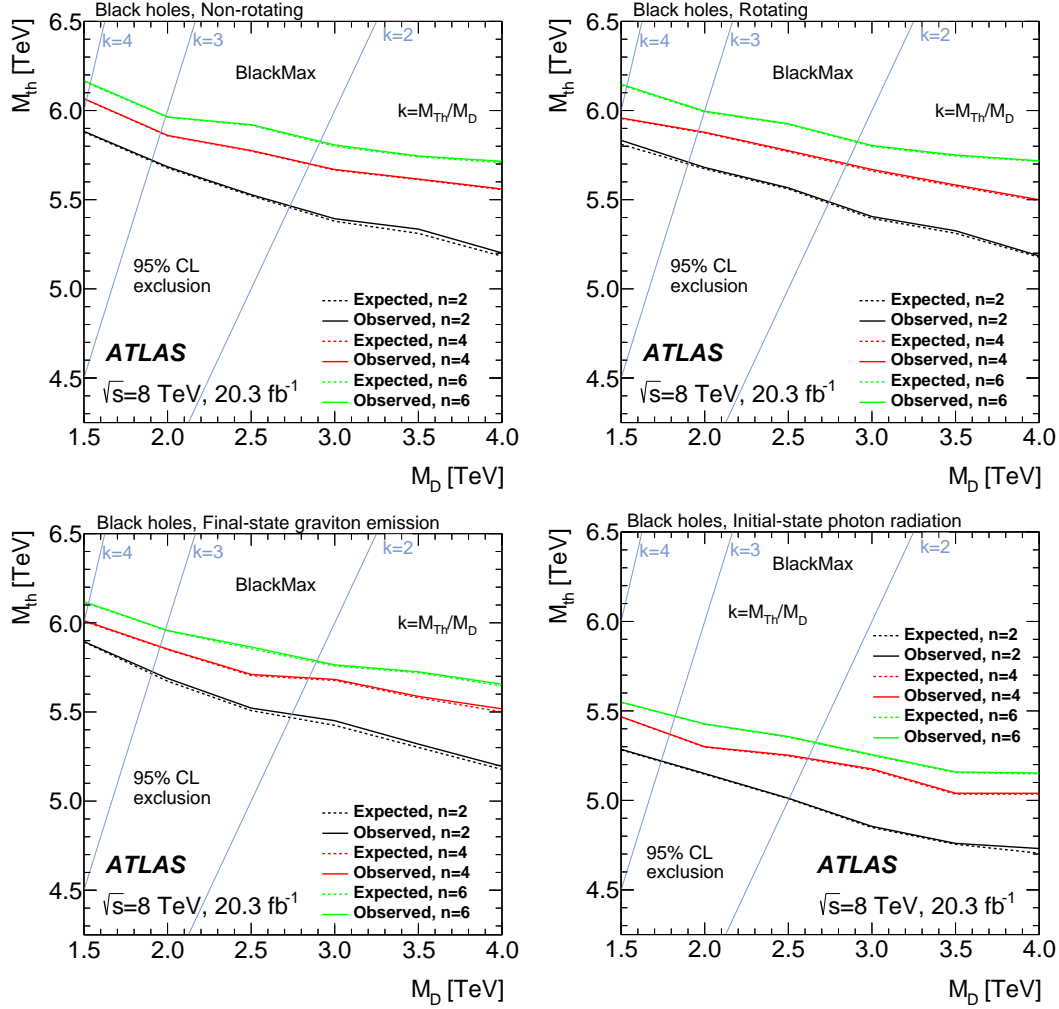 Black holes, Non-rotating
M_th [TeV]
6.5
6.0
5.5
5.0
4.5
k=4
k=3
k=2
BlackMax
k=M_Th/M_D
95% CL
exclusion
Expected, n=2
Observed, n=2
Expected, n=4
Observed, n=4
Expected, n=6
Observed, n=6
ATLAS
√s=8 TeV, 20.3 fb⁻¹
1.5 2.0 2.5 3.0 3.5 4.0
M_D [TeV]
Black holes, Rotating
M_th [TeV]
6.5
6.0
5.5
5.0
4.5
k=4
k=3
k=2
BlackMax
k=M_Th/M_D
95% CL
exclusion
Expected, n=2
Observed, n=2
Expected, n=4
Observed, n=4
Expected, n=6
Observed, n=6
ATLAS
√s=8 TeV, 20.3 fb⁻¹
1.5 2.0 2.5 3.0 3.5 4.0
M_D [TeV]
Black holes, Final-state graviton emission
M_th [TeV]
6.5
6.0
5.5
5.0
4.5
k=4
k=3
k=2
BlackMax
k=M_Th/M_D
95% CL
exclusion
Expected, n=2
Observed, n=2
Expected, n=4
Observed, n=4
Expected, n=6
Observed, n=6
ATLAS
√s=8 TeV, 20.3 fb⁻¹
1.5 2.0 2.5 3.0 3.5 4.0
M_D [TeV]
Black holes, Initial-state photon radiation
M_th [TeV]
6.5
6.0
5.5
5.0
4.5
k=4
k=3
k=2
BlackMax
k=M_Th/M_D
Expected, n=2
Observed, n=2
Expected, n=4
Observed, n=4
Expected, n=6
Observed, n=6
95% CL
exclusion
ATLAS
√s=8 TeV, 20.3 fb⁻¹
1.5 2.0 2.5 3.0 3.5 4.0
M_D [TeV]